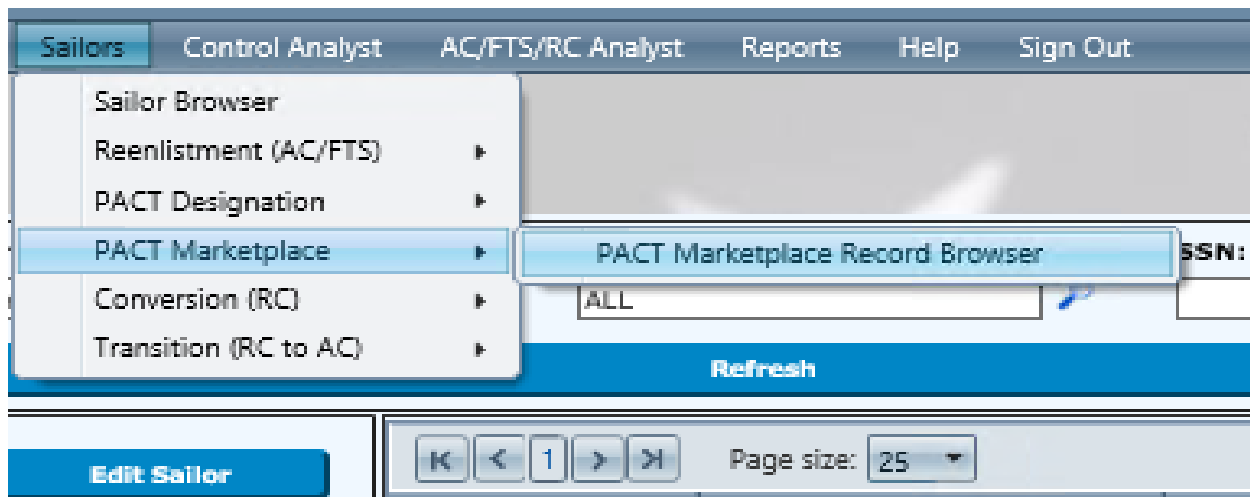 Sailors Control Analyst AC/FTS/RC Analyst Reports Help Sign Out
Sailor Browser
Reenlistment (AC/FTS)
PACT Designation
PACT Marketplace PACT Marketplace Record Browser SSN:
Conversion (RC) ALL
Transition (RC to AC)
Refresh
Edit Sailor 1 Page size: 25